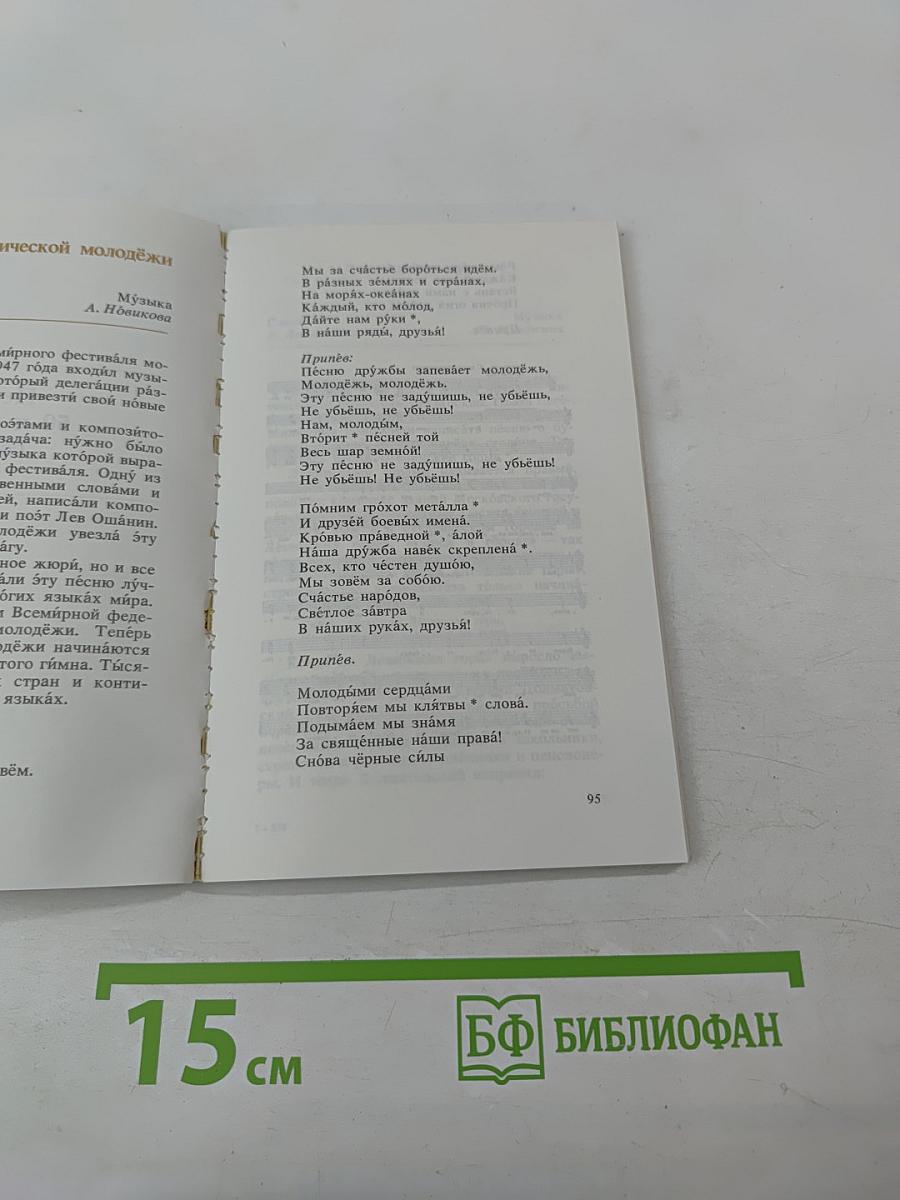 ической молодёжи
Му́зыка
А. Но́викова
ми́рного фестива́ля мо-
947 го́да входи́л музы-
кото́рый делега́ции ра́з-
и привезти́ свои́ но́вые
поэ́тами и компози́то-
зада́ча: ну́жно бы́ло
му́зыка кото́рой выра-
фестива́ля. Одну́ из
венными слова́ми и
ей, написа́ли компо-
и поэ́т Лев Оша́нин.
лодёжи увезла́ э́ту
а́гу.
ное жюри́, но и все
а́ли э́ту пе́сню лу́ч-
о́гих языка́х ми́ра.
м Всеми́рной феде-
молодёжи. Тепе́рь
одёжи начина́ются
того ги́мна. Ты́ся-
х стран и конти-
языка́х.
вём.
Мы за сча́стье боро́ться идём.
В ра́зных зе́млях и стра́нах,
На моря́х-океа́нах
Ка́ждый, кто мо́лод,
Да́йте нам ру́ки *,
В на́ши ряды́, друзья́!
Припе́в:
Пе́сню дру́жбы запева́ет молодёжь,
Молодёжь, молодёжь.
Эту пе́сню не заду́шишь, не убьёшь,
Не убьёшь, не убьёшь!
Нам, молоды́м,
Вто́рит * пе́сней той
Весь шар земно́й!
Эту пе́сню не заду́шишь, не убьёшь!
Не убьёшь! Не убьёшь!
По́мним гро́хот мета́лла *
И друзе́й боевы́х имена́.
Кро́вью пра́ведной *, а́лой
На́ша дру́жба наве́к скреплена́ *.
Всех, кто че́стен душо́ю,
Мы зовём за собо́ю.
Сча́стье наро́дов,
Све́тлое за́втра
В на́ших рука́х, друзья́!
Припе́в.
Молоды́ми сердца́ми
Повторя́ем мы кля́твы * слова́.
Подыма́ем мы зна́мя
За свяще́нные на́ши права́!
Сно́ва чёрные си́лы
95
15 см
БФ БИБЛИОФАН